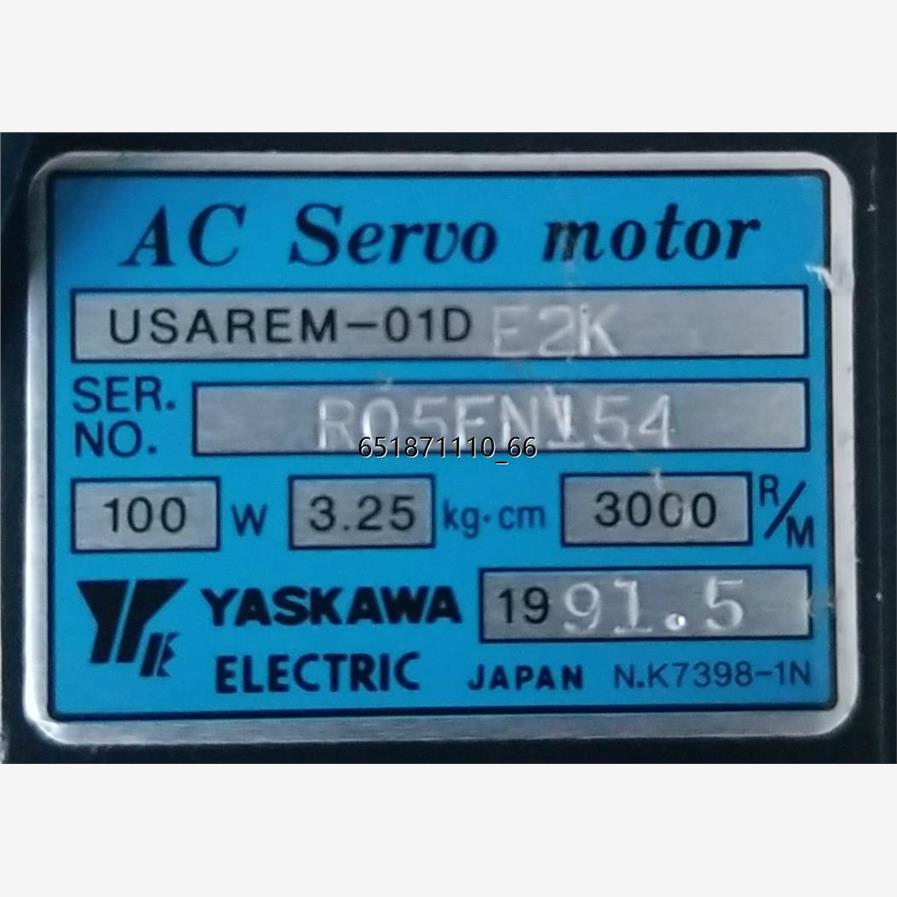 AC Servo motor
USAREM-01D E2K
SER. NO. R05FN154
651871110_66
100 W 3.25 kg·cm 3000 R/M
YASKAWA ELECTRIC 1991.5
JAPAN N.K7398-1N